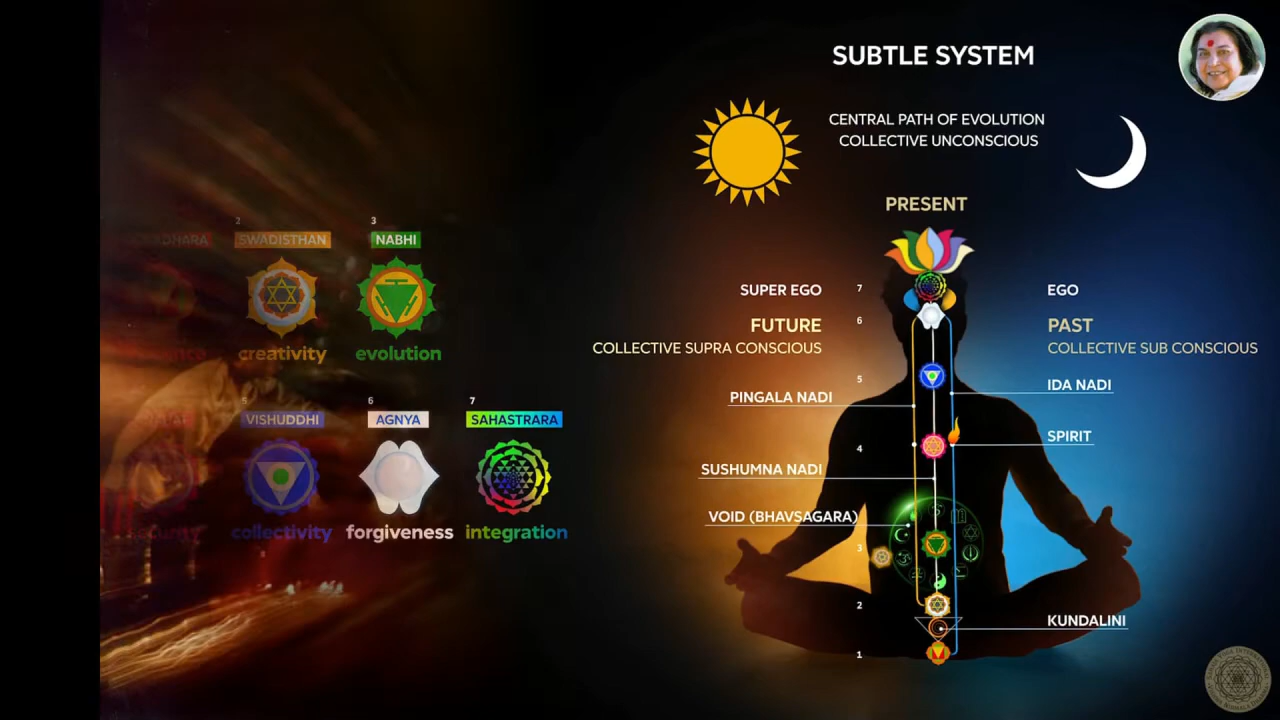 SUBTLE SYSTEM
CENTRAL PATH OF EVOLUTION
COLLECTIVE UNCONSCIOUS
PRESENT
2
3
SWADISTHAN
NABHI
creativity
evolution
5
6
7
VISHUDDHI
AGNYA
SAHASTRARA
collectivity
forgiveness
integration
SUPER EGO
7
EGO
FUTURE
6
PAST
COLLECTIVE SUPRA CONSCIOUS
COLLECTIVE SUB CONSCIOUS
5
IDA NADI
PINGALA NADI
SPIRIT
4
SUSHUMNA NADI
VOID (BHAVSAGARA)
3
2
KUNDALINI
1